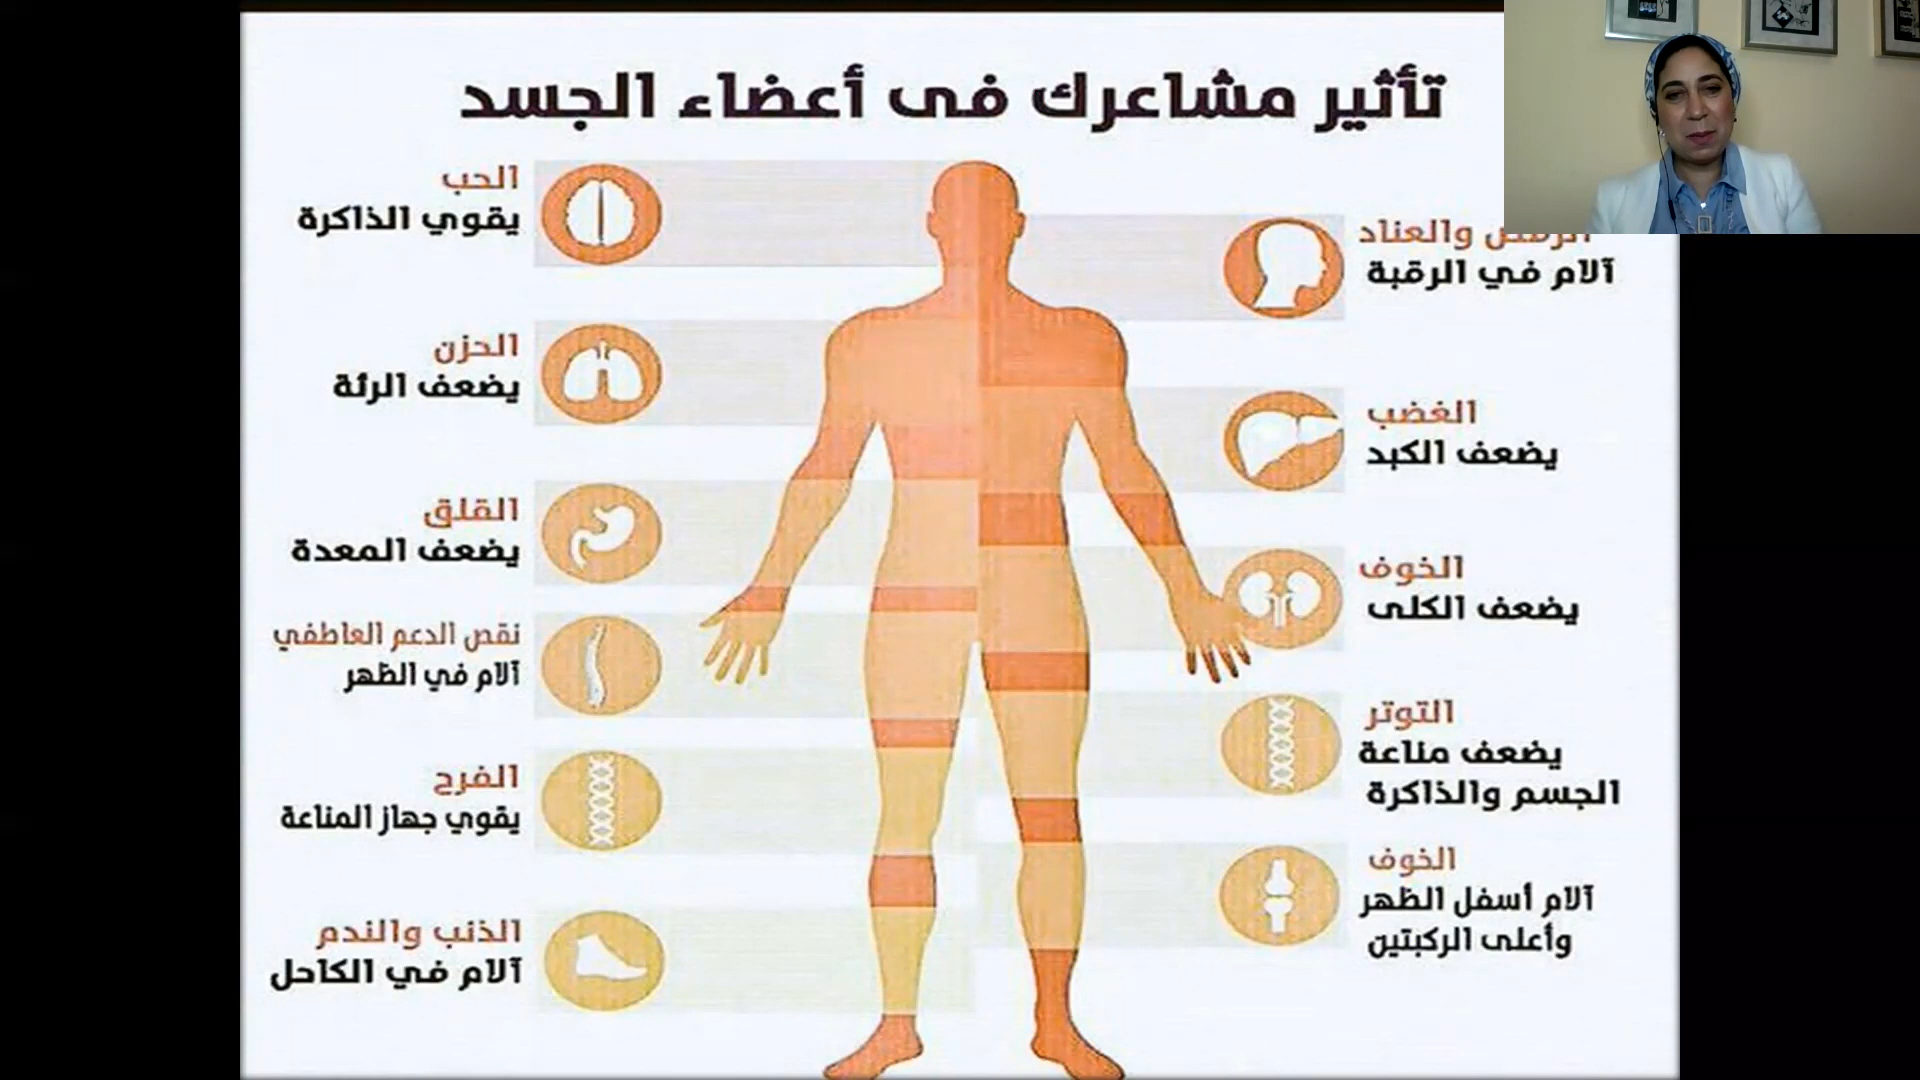 تأثير مشاعرك فى أعضاء الجسد
والعناد
آلام في الرقبة
الغضب
يضعف الكبد
الخوف
يضعف الكلى
التوتر
يضعف مناعة
الجسم والذاكرة
الخوف
آلام أسفل الظهر
وأعلى الركبتين
الحب
يقوي الذاكرة
الحزن
يضعف الرئة
القلق
يضعف المعدة
نقص الدعم العاطفي
آلام في الظهر
الفرح
يقوي جهاز المناعة
الذنب والندم
آلام في الكاحل